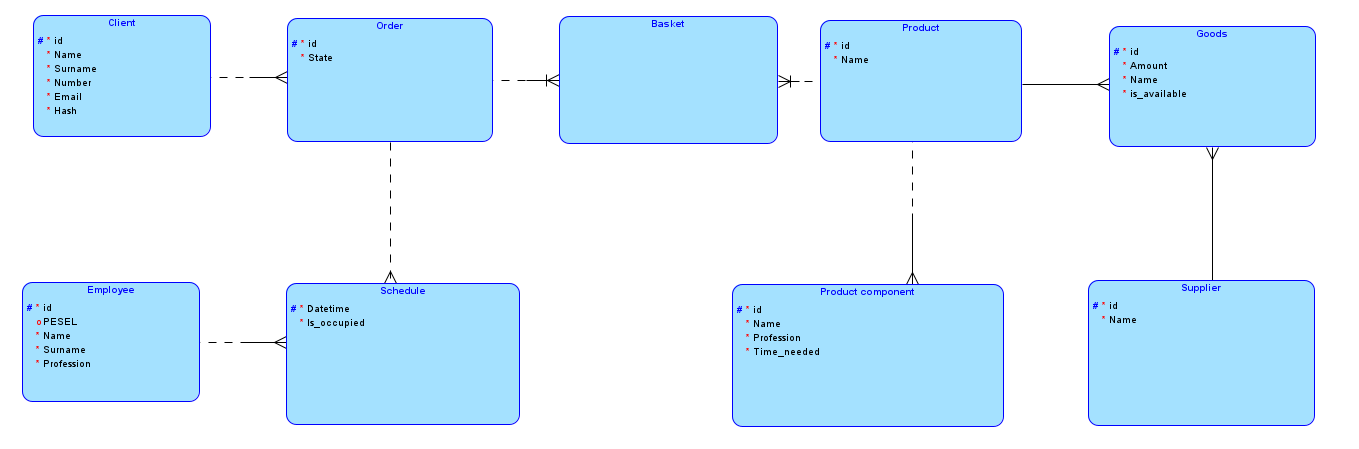 Client
# * id
* Name
* Surname
* Number
* Email
* Hash
Order
# * id
* State
Basket
Product
# * id
* Name
Goods
# * id
* Amount
* Name
* is_available
Employee
# * id
o PESEL
* Name
* Surname
* Profession
Schedule
# * Datetime
* Is_occupied
Product component
# * id
* Name
* Profession
* Time_needed
Supplier
# * id
* Name